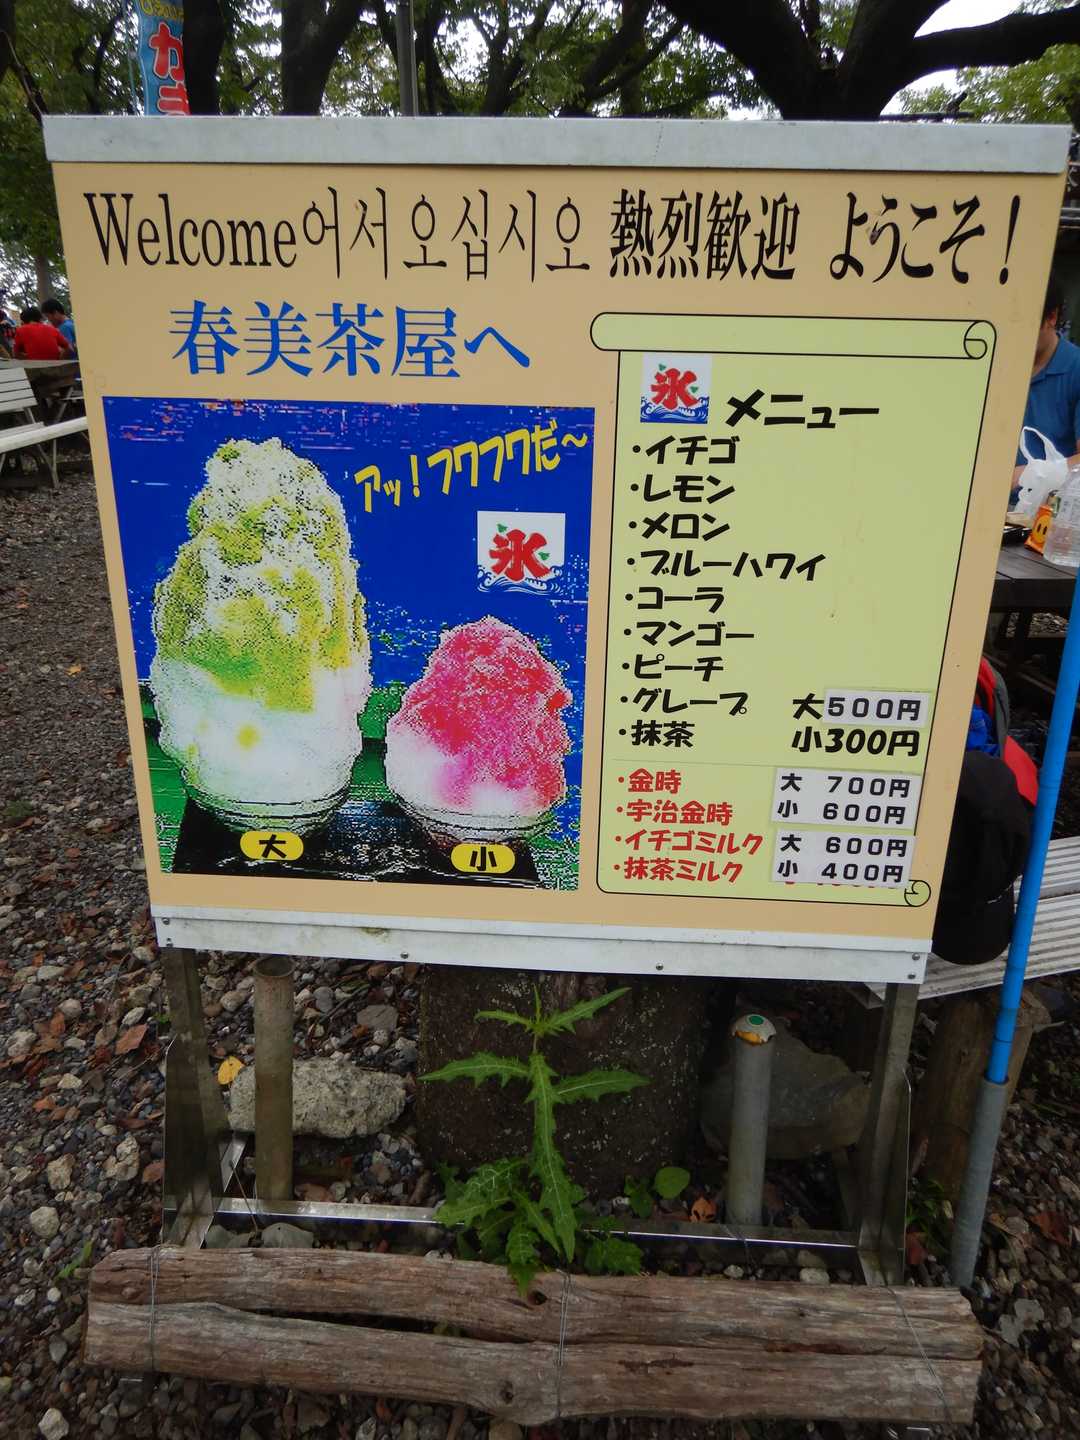 かき
Welcome어서오십시오 熱烈歓迎 ようこそ!
春美茶屋へ
アッ!フワフワだ～
氷
大
小
氷 メニュー
・イチゴ
・レモン
・メロン
・ブルーハワイ
・コーラ
・マンゴー
・ピーチ
・グレープ 大500円
・抹茶 小300円
・金時 大 700円
・宇治金時 小 600円
・イチゴミルク 大 600円
・抹茶ミルク 小 400円